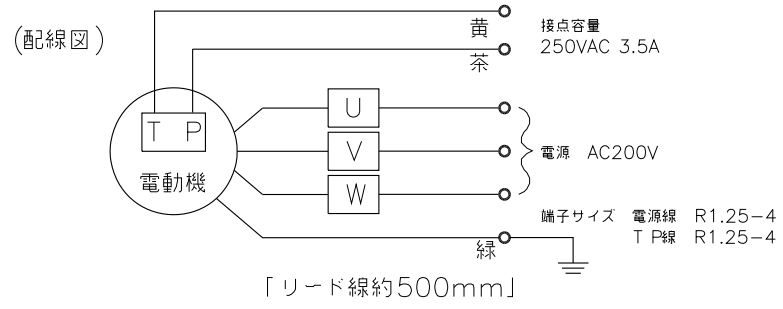 (配線図)
黄
茶
接点容量
250VAC 3.5A
T P
電動機
U
V
W
電源 AC200V
端子サイズ 電源線 R1.25-4
T P線 R1.25-4
緑
「リード線約500mm」